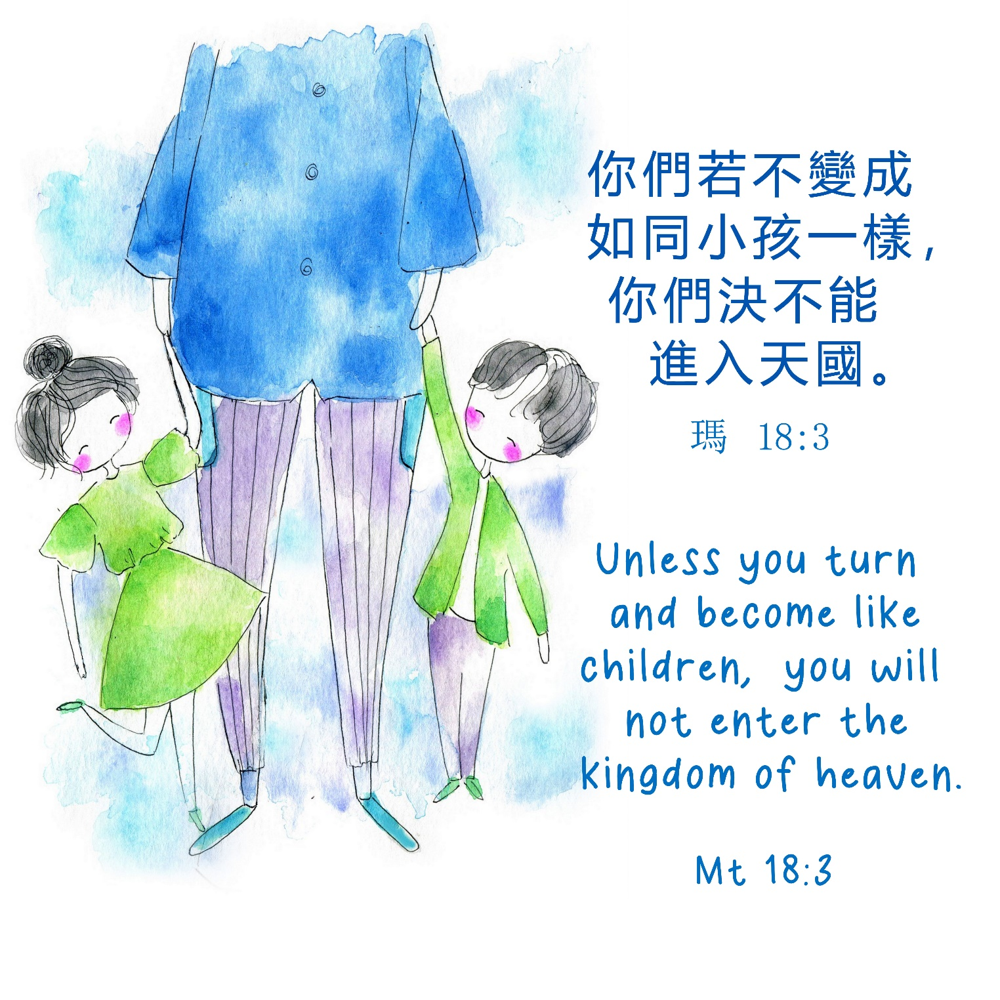 你們若不變成
如同小孩一樣，
你們決不能
進入天國。
瑪 18:3
Unless you turn
and become like
children, you will
not enter the
kingdom of heaven.
Mt 18:3